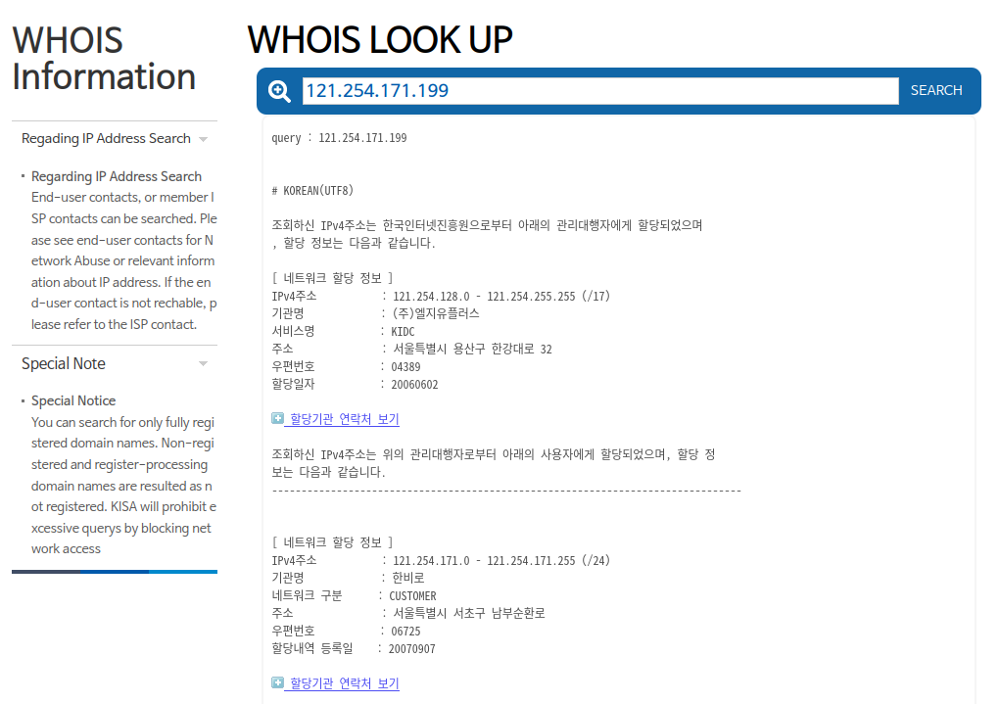 WHOIS
Information
Regading IP Address Search
Regarding IP Address Search
End-user contacts, or member I
SP contacts can be searched. Ple
ase see end-user contacts for N
etwork Abuse or relevant inform
ation about IP address. If the en
d-user contact is not rechable, p
lease refer to the ISP contact.
Special Note
Special Notice
You can search for only fully regi
stered domain names. Non-regi
stered and register-processing
domain names are resulted as n
ot registered. KISA will prohibit e
xcessive querys by blocking net
work access
WHOIS LOOK UP
121.254.171.199 SEARCH
query : 121.254.171.199
# KOREAN(UTF8)
조회하신 IPv4주소는 한국인터넷진흥원으로부터 아래의 관리대행자에게 할당되었으며
, 할당 정보는 다음과 같습니다.
[ 네트워크 할당 정보 ]
IPv4주소 : 121.254.128.0 - 121.254.255.255 (/17)
기관명 : (주)엘지유플러스
서비스명 : KIDC
주소 : 서울특별시 용산구 한강대로 32
우편번호 : 04389
할당일자 : 20060602
할당기관 연락처 보기
조회하신 IPv4주소는 위의 관리대행자로부터 아래의 사용자에게 할당되었으며, 할당 정
보는 다음과 같습니다.
--------------------------------------------------------------------------------
[ 네트워크 할당 정보 ]
IPv4주소 : 121.254.171.0 - 121.254.171.255 (/24)
기관명 : 한비로
네트워크 구분 : CUSTOMER
주소 : 서울특별시 서초구 남부순환로
우편번호 : 06725
할당내역 등록일 : 20070907
할당기관 연락처 보기